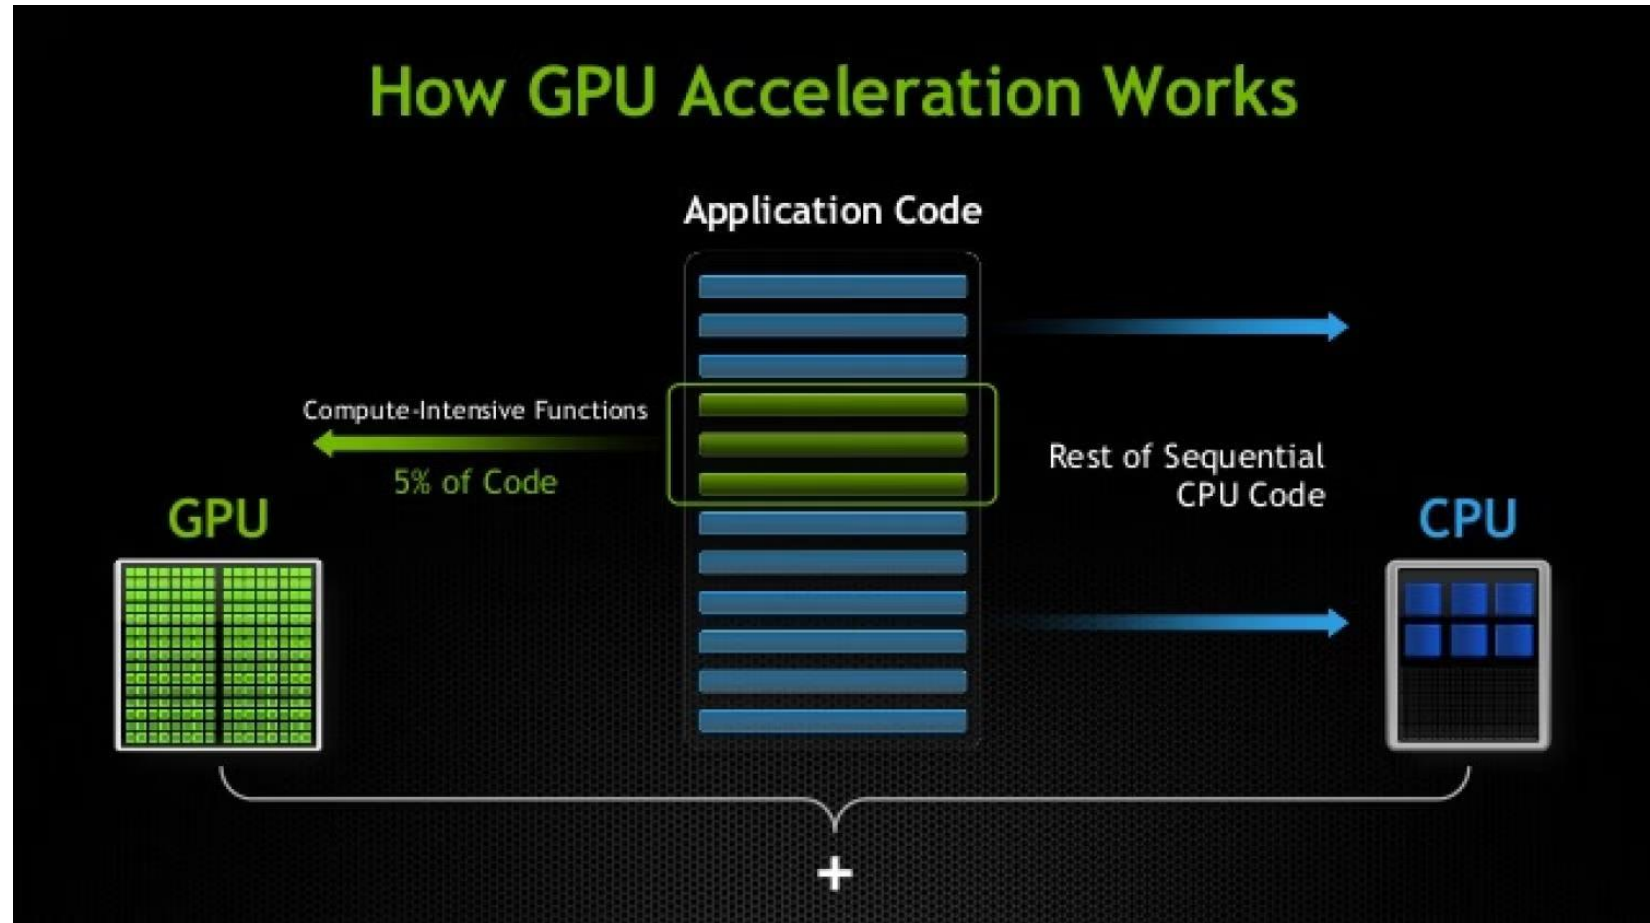 How GPU Acceleration Works
Application Code
Compute-Intensive Functions
5% of Code
Rest of Sequential
CPU Code
GPU
CPU
+